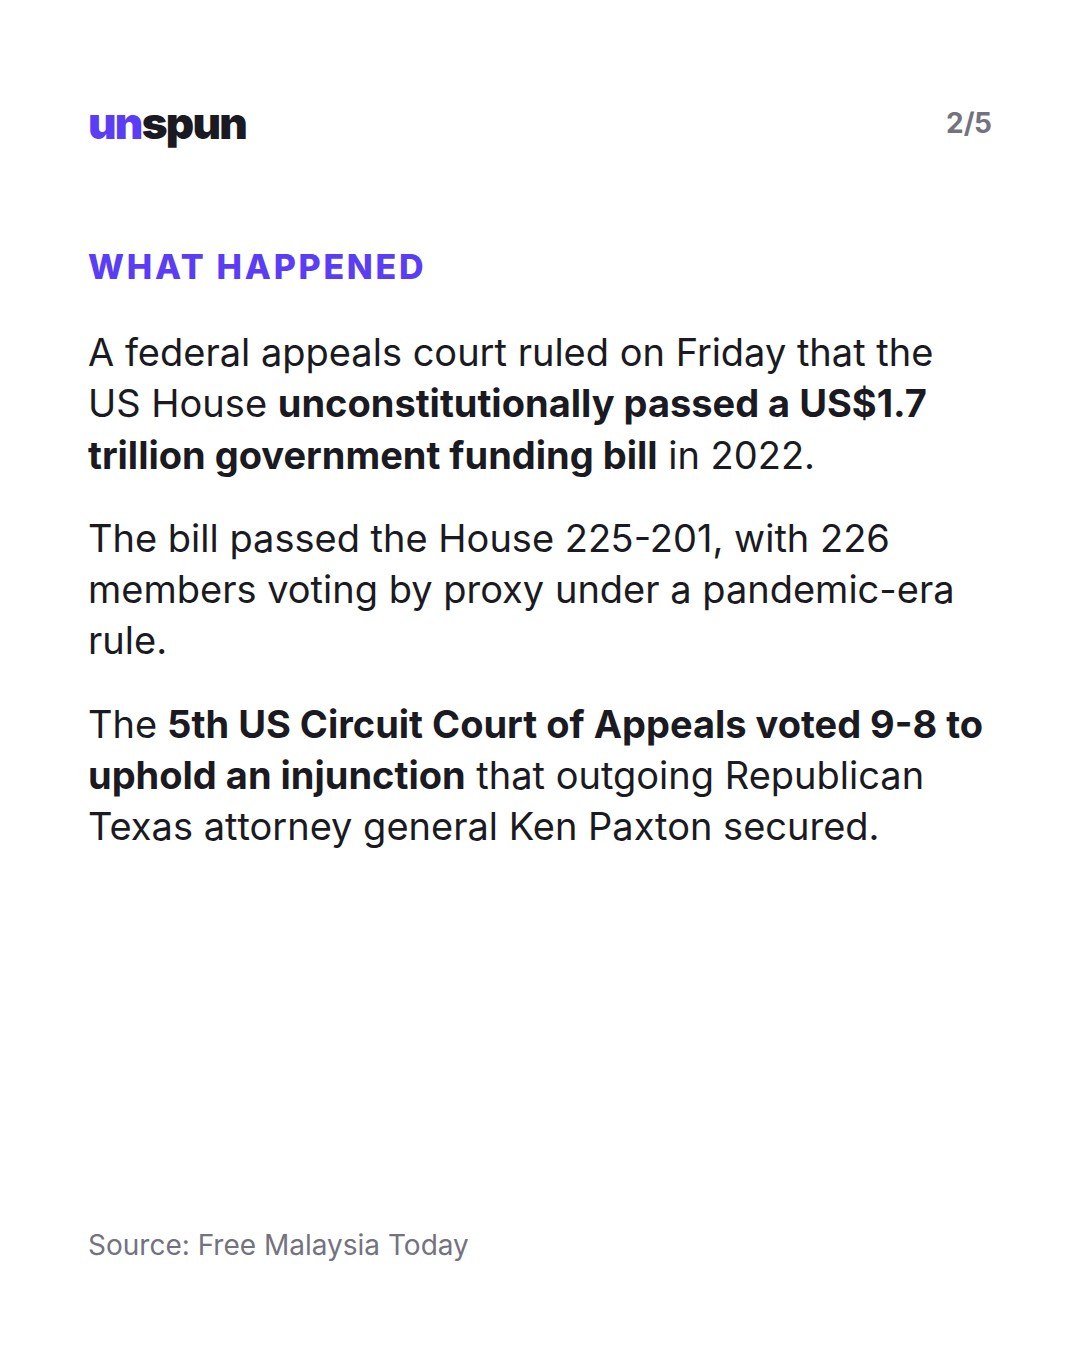 unspun
2/5
WHAT HAPPENED
A federal appeals court ruled on Friday that the
US House unconstitutionally passed a US$1.7
trillion government funding bill in 2022.
The bill passed the House 225-201, with 226
members voting by proxy under a pandemic-era
rule.
The 5th US Circuit Court of Appeals voted 9-8 to
uphold an injunction that outgoing Republican
Texas attorney general Ken Paxton secured.
Source: Free Malaysia Today